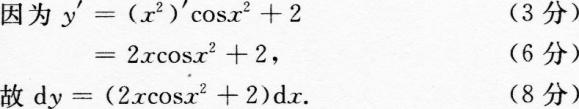 因为 y′ = (x²)′cosx² + 2 (3 分)
= 2xcosx² + 2, (6 分)
故 dy = (2xcosx² + 2)dx. (8 分)